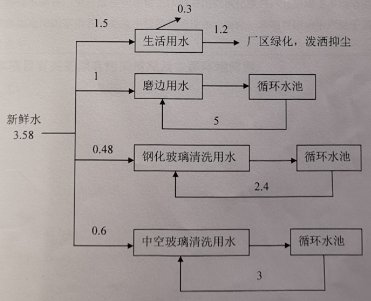 0.3
1.5
生活用水
1.2
厂区绿化，泼洒抑尘
1
磨边用水
循环水池
5
新鲜水
3.58
0.48
钢化玻璃清洗用水
循环水池
2.4
0.6
中空玻璃清洗用水
循环水池
3